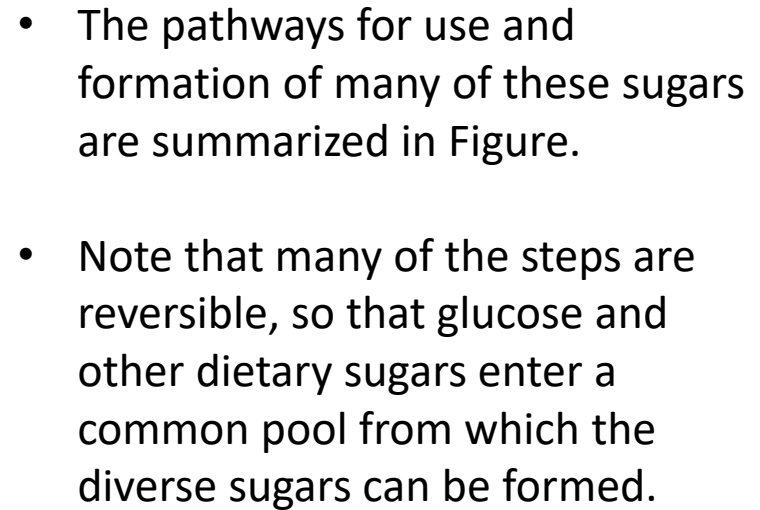 • The pathways for use and
formation of many of these sugars
are summarized in Figure.
• Note that many of the steps are
reversible, so that glucose and
other dietary sugars enter a
common pool from which the
diverse sugars can be formed.